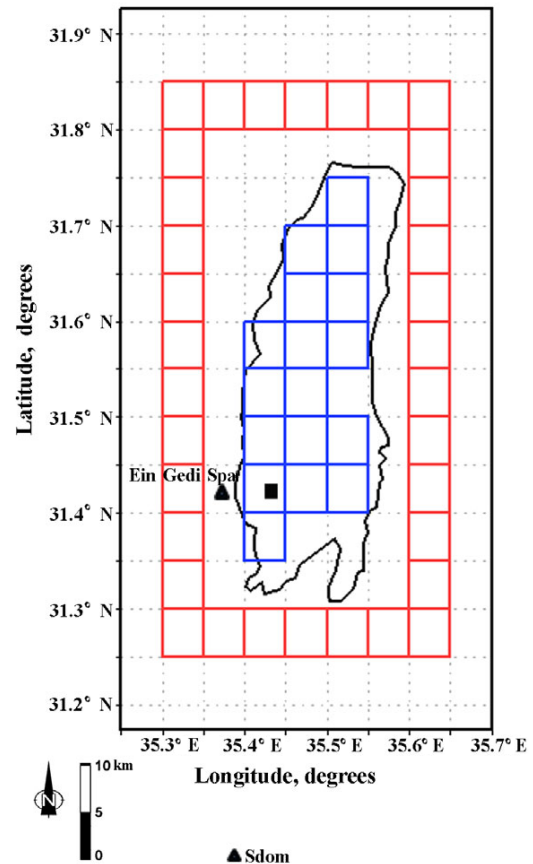 31.9° N
31.8° N
31.7° N
31.6° N
31.5° N
31.4° N
31.3° N
31.2° N
Latitude, degrees
Ein Gedi Spa
35.3° E 35.4° E 35.5° E 35.6° E 35.7° E
Longitude, degrees
N
10 km
5
0
Sdom